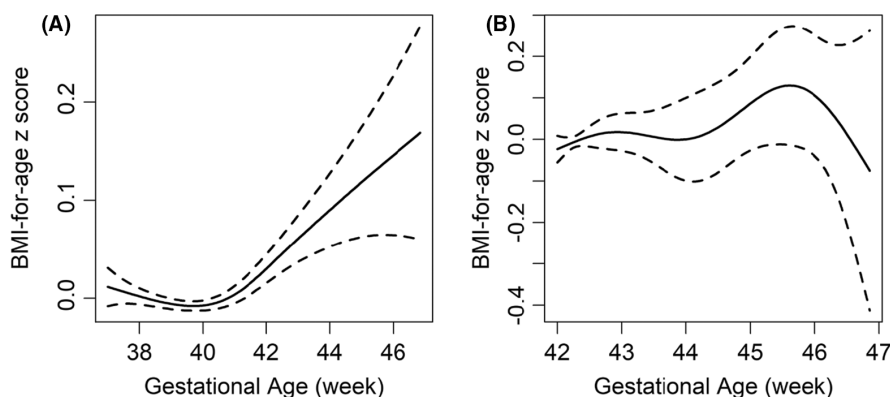 (A)
BMI-for-age z score
0.0
0.1
0.2
38 40 42 44 46
Gestational Age (week)
(B)
BMI-for-age z score
-0.4
-0.2
0.0
0.2
42 43 44 45 46 47
Gestational Age (week)